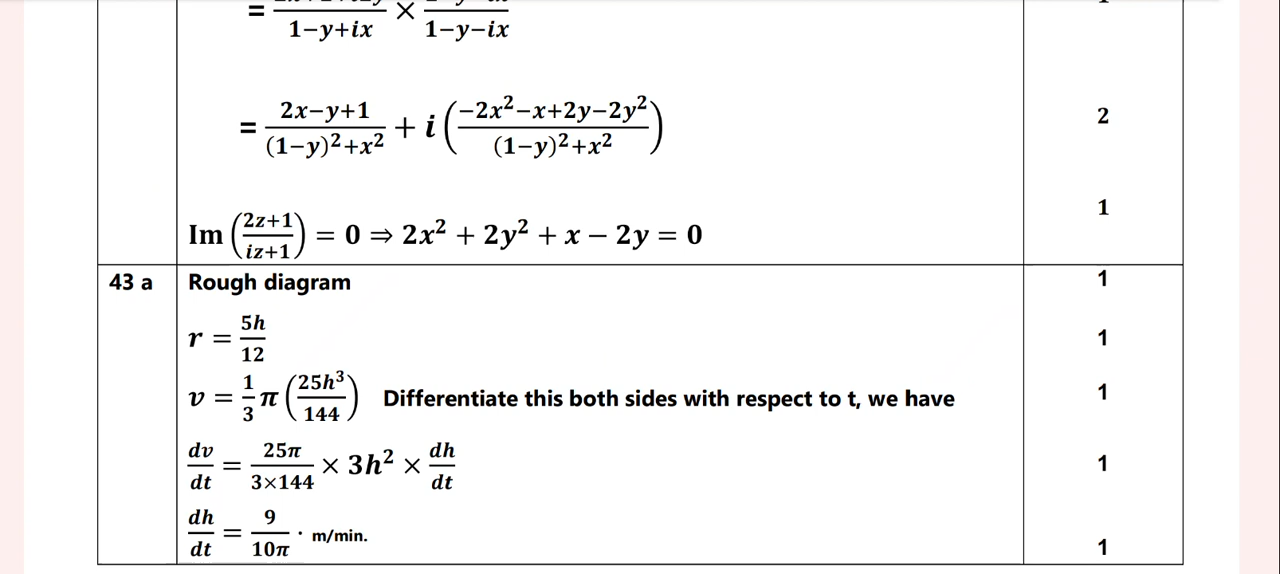 = / 1−y+ix × / 1−y−ix
= 2x−y+1 / (1−y)²+x² + i(−2x²−x+2y−2y² / (1−y)²+x²) 2
1
Im(2z+1 / iz+1) = 0 ⇒ 2x² + 2y² + x − 2y = 0
43 a Rough diagram 1
r = 5h / 12 1
v = 1/3 π(25h³ / 144) Differentiate this both sides with respect to t, we have 1
dv/dt = 25π / 3×144 × 3h² × dh/dt 1
dh/dt = 9 / 10π · m/min. 1